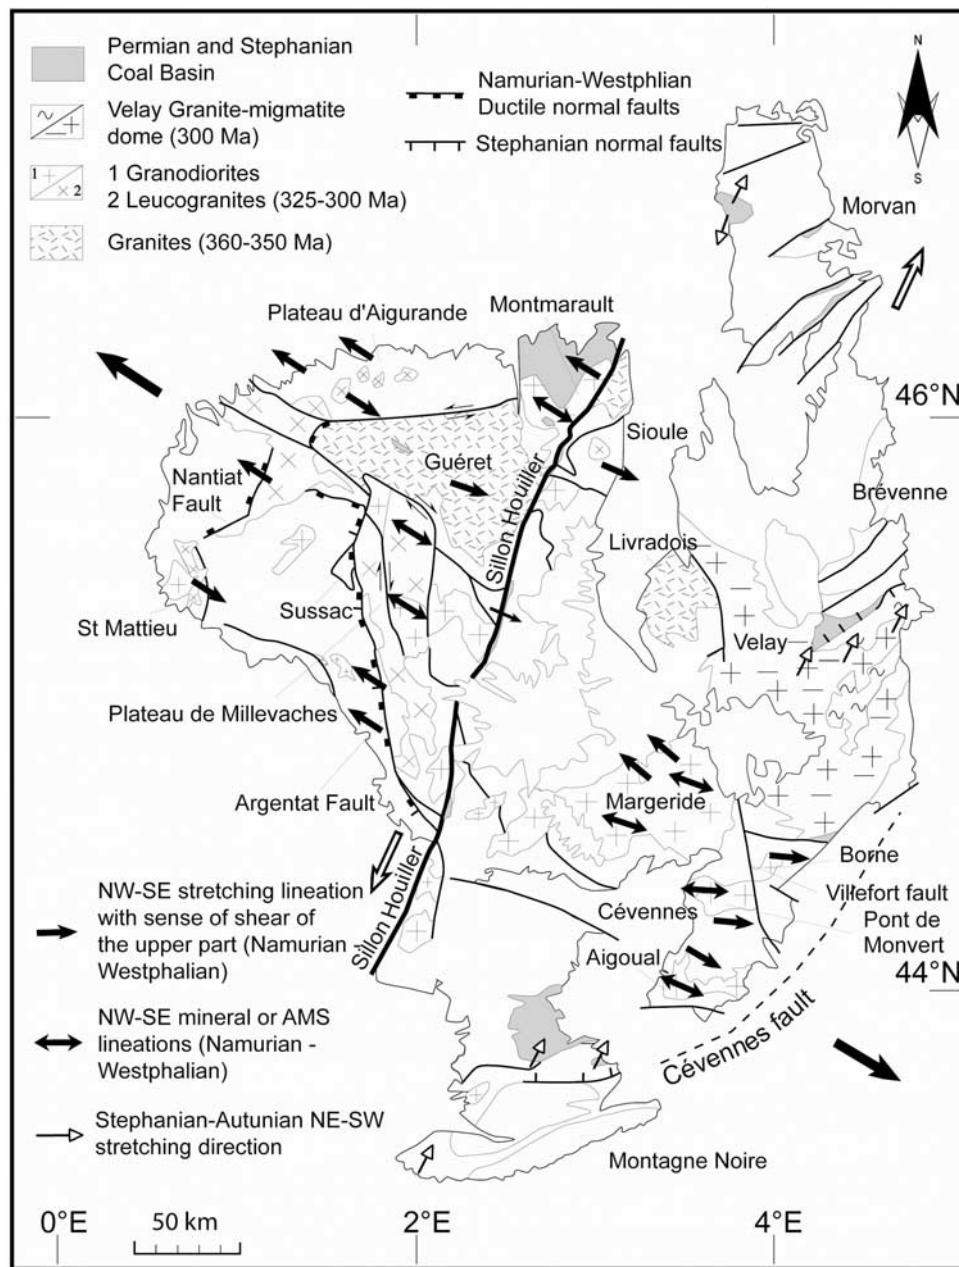 Permian and Stephanian
Coal Basin
Velay Granite-migmatite
dome (300 Ma)
1
2
1 Granodiorites
2 Leucogranites (325-300 Ma)
Granites (360-350 Ma)
Namurian-Westphlian
Ductile normal faults
Stephanian normal faults
N
S
Morvan
Montmarault
Plateau d'Aigurande
46°N
Sioule
Guéret
Nantiat
Fault
Brévenne
Sillon Houiller
Livradois
Sussac
St Mattieu
Velay
Plateau de Millevaches
Argentat Fault
Margeride
Borne
Villefort fault
Cévennes
Pont de
Monvert
Aigoual
Sillon Houiller
44°N
Cévennes fault
NW-SE stretching lineation
with sense of shear of
the upper part (Namurian -
Westphalian)
NW-SE mineral or AMS
lineations (Namurian -
Westphalian)
Stephanian-Autunian NE-SW
stretching direction
Montagne Noire
0°E
50 km
2°E
4°E